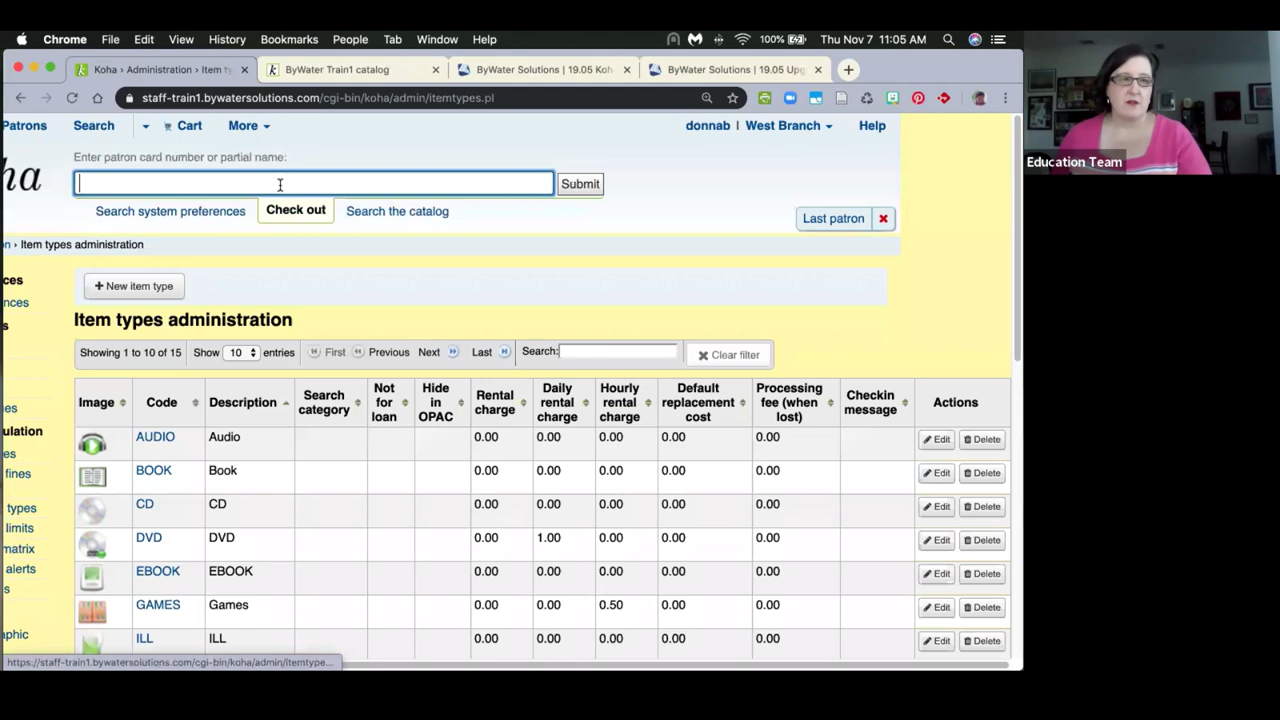 Chrome File Edit View History Bookmarks People Tab Window Help 100% Thu Nov 7 11:05 AM
Koha › Administration › Item ty ByWater Train1 catalog ByWater Solutions | 19.05 Koh ByWater Solutions | 19.05 Upg
staff-train1.bywatersolutions.com/cgi-bin/koha/admin/itemtypes.pl
Patrons Search Cart More donnab | West Branch Help
Enter patron card number or partial name:
ha Submit
Search system preferences Check out Search the catalog Last patron
› Item types administration
+ New item type
Item types administration
Showing 1 to 10 of 15 Show 10 entries First Previous Next Last Search: Clear filter
Image Code Description Search category Not for loan Hide in OPAC Rental charge Daily rental charge Hourly rental charge Default replacement cost Processing fee (when lost) Checkin message Actions
AUDIO Audio 0.00 0.00 0.00 0.00 0.00 Edit Delete
BOOK Book 0.00 0.00 0.00 0.00 0.00 Edit Delete
CD CD 0.00 0.00 0.00 0.00 0.00 Edit Delete
DVD DVD 0.00 1.00 0.00 0.00 0.00 Edit Delete
EBOOK EBOOK 0.00 0.00 0.00 0.00 0.00 Edit Delete
GAMES Games 0.00 0.00 0.50 0.00 0.00 Edit Delete
ILL ILL 0.00 0.00 0.00 0.00 0.00 Edit Delete
ces
nces
s
es
ulation
es
fines
types
limits
matrix
alerts
s
phic
https://staff-train1.bywatersolutions.com/cgi-bin/koha/admin/itemtype...
Education Team